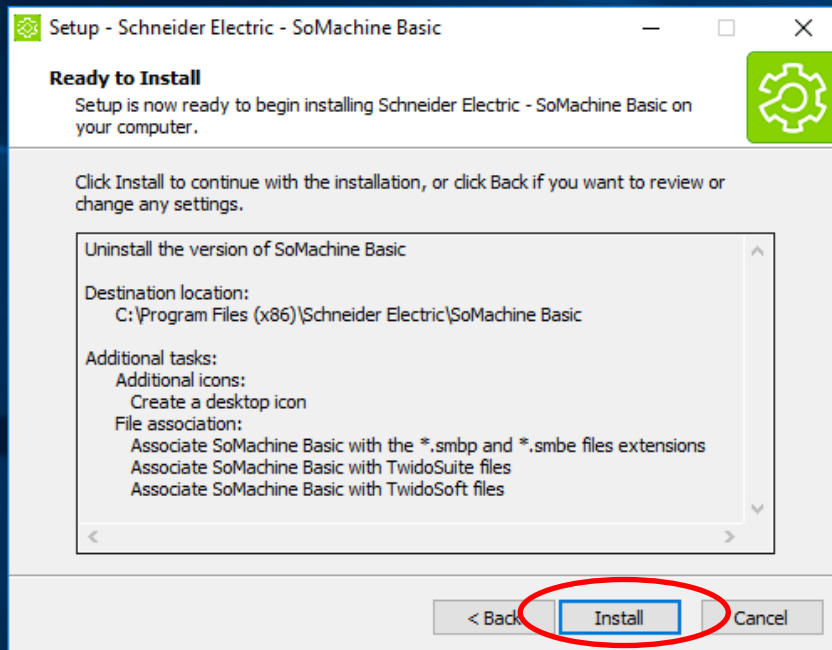 Setup - Schneider Electric - SoMachine Basic
Ready to Install
Setup is now ready to begin installing Schneider Electric - SoMachine Basic on
your computer.
Click Install to continue with the installation, or click Back if you want to review or
change any settings.
Uninstall the version of SoMachine Basic
Destination location:
C:\Program Files (x86)\Schneider Electric\SoMachine Basic
Additional tasks:
Additional icons:
Create a desktop icon
File association:
Associate SoMachine Basic with the *.smbp and *.smbe files extensions
Associate SoMachine Basic with TwidoSuite files
Associate SoMachine Basic with TwidoSoft files
< Back Install Cancel